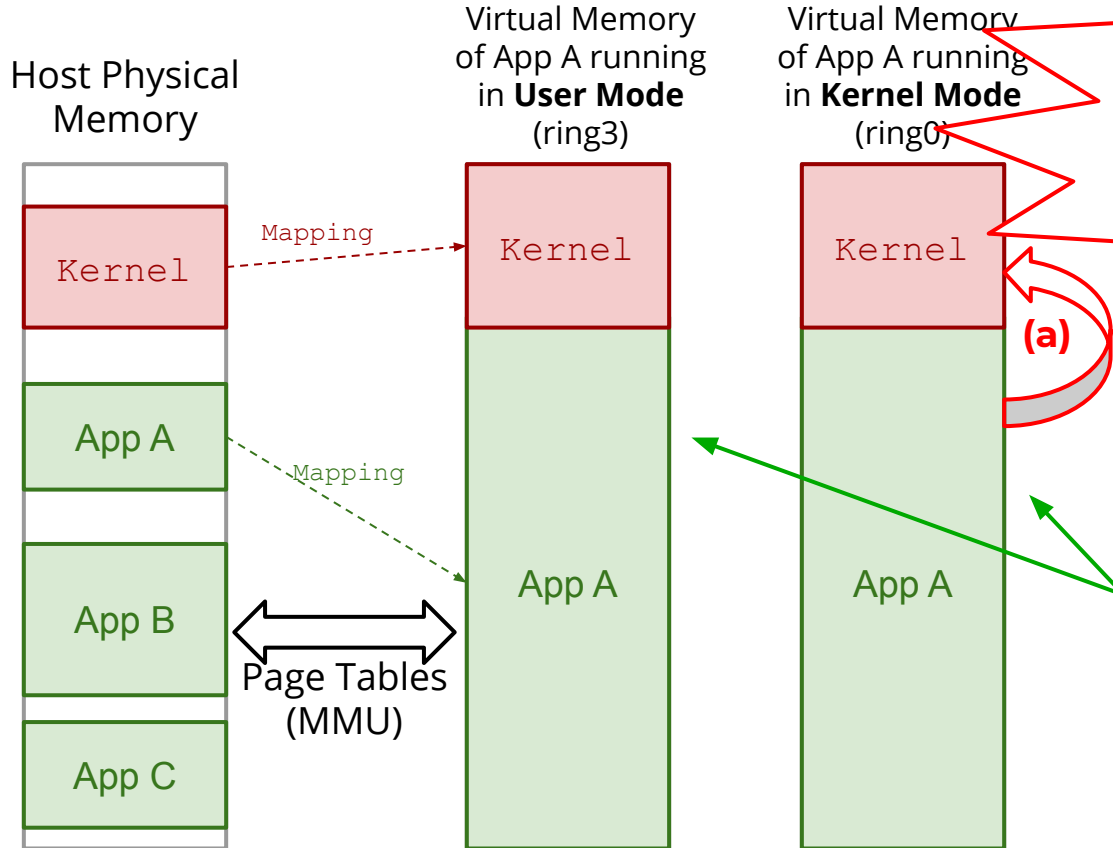 Host Physical
Memory
Virtual Memory
of App A running
in User Mode
(ring3)
Virtual Memory
of App A running
in Kernel Mode
(ring0)
Kernel
Mapping
Kernel
Kernel
(a)
App A
Mapping
App B
App A
App A
Page Tables
(MMU)
App C